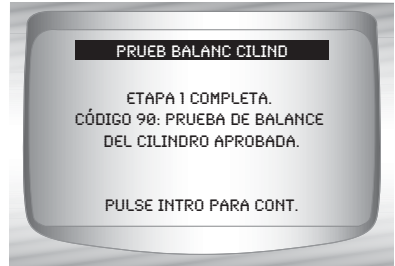 PRUEB BALANC CILIND
ETAPA 1 COMPLETA.
CÓDIGO 90: PRUEBA DE BALANCE
DEL CILINDRO APROBADA.
PULSE INTRO PARA CONT.